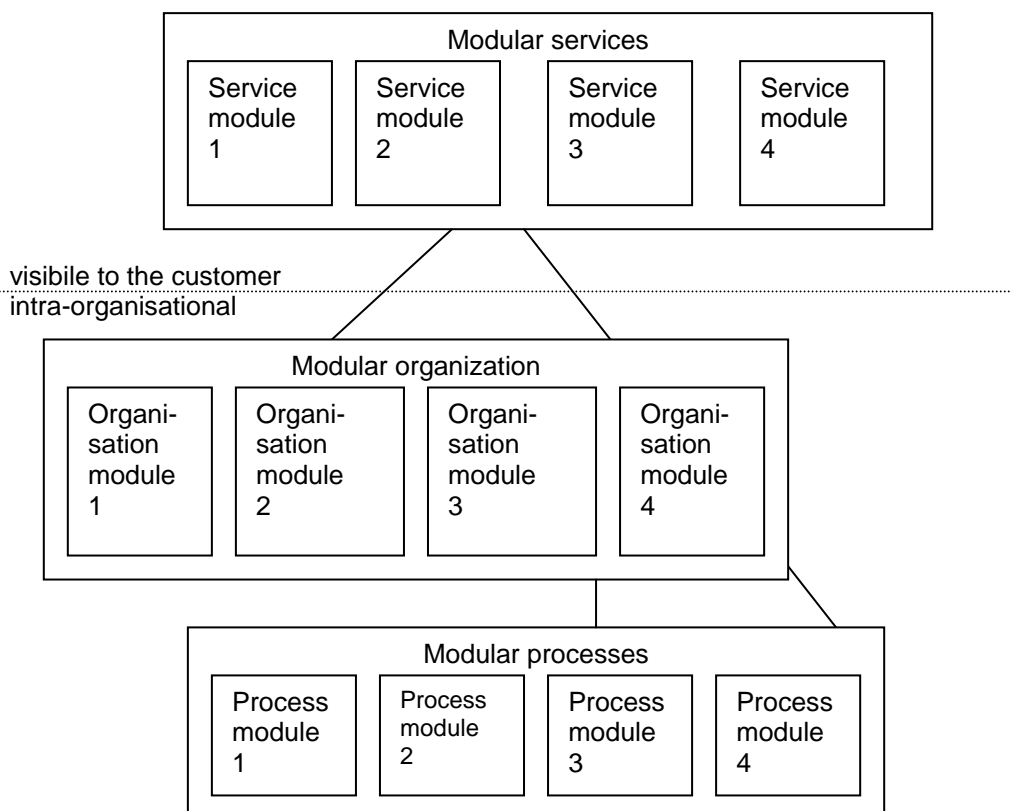 Modular services
Service
module
1
Service
module
2
Service
module
3
Service
module
4
visibile to the customer
intra-organisational
Modular organization
Organi-
sation
module
1
Organi-
sation
module
2
Organi-
sation
module
3
Organi-
sation
module
4
Modular processes
Process
module
1
Process
module
2
Process
module
3
Process
module
4